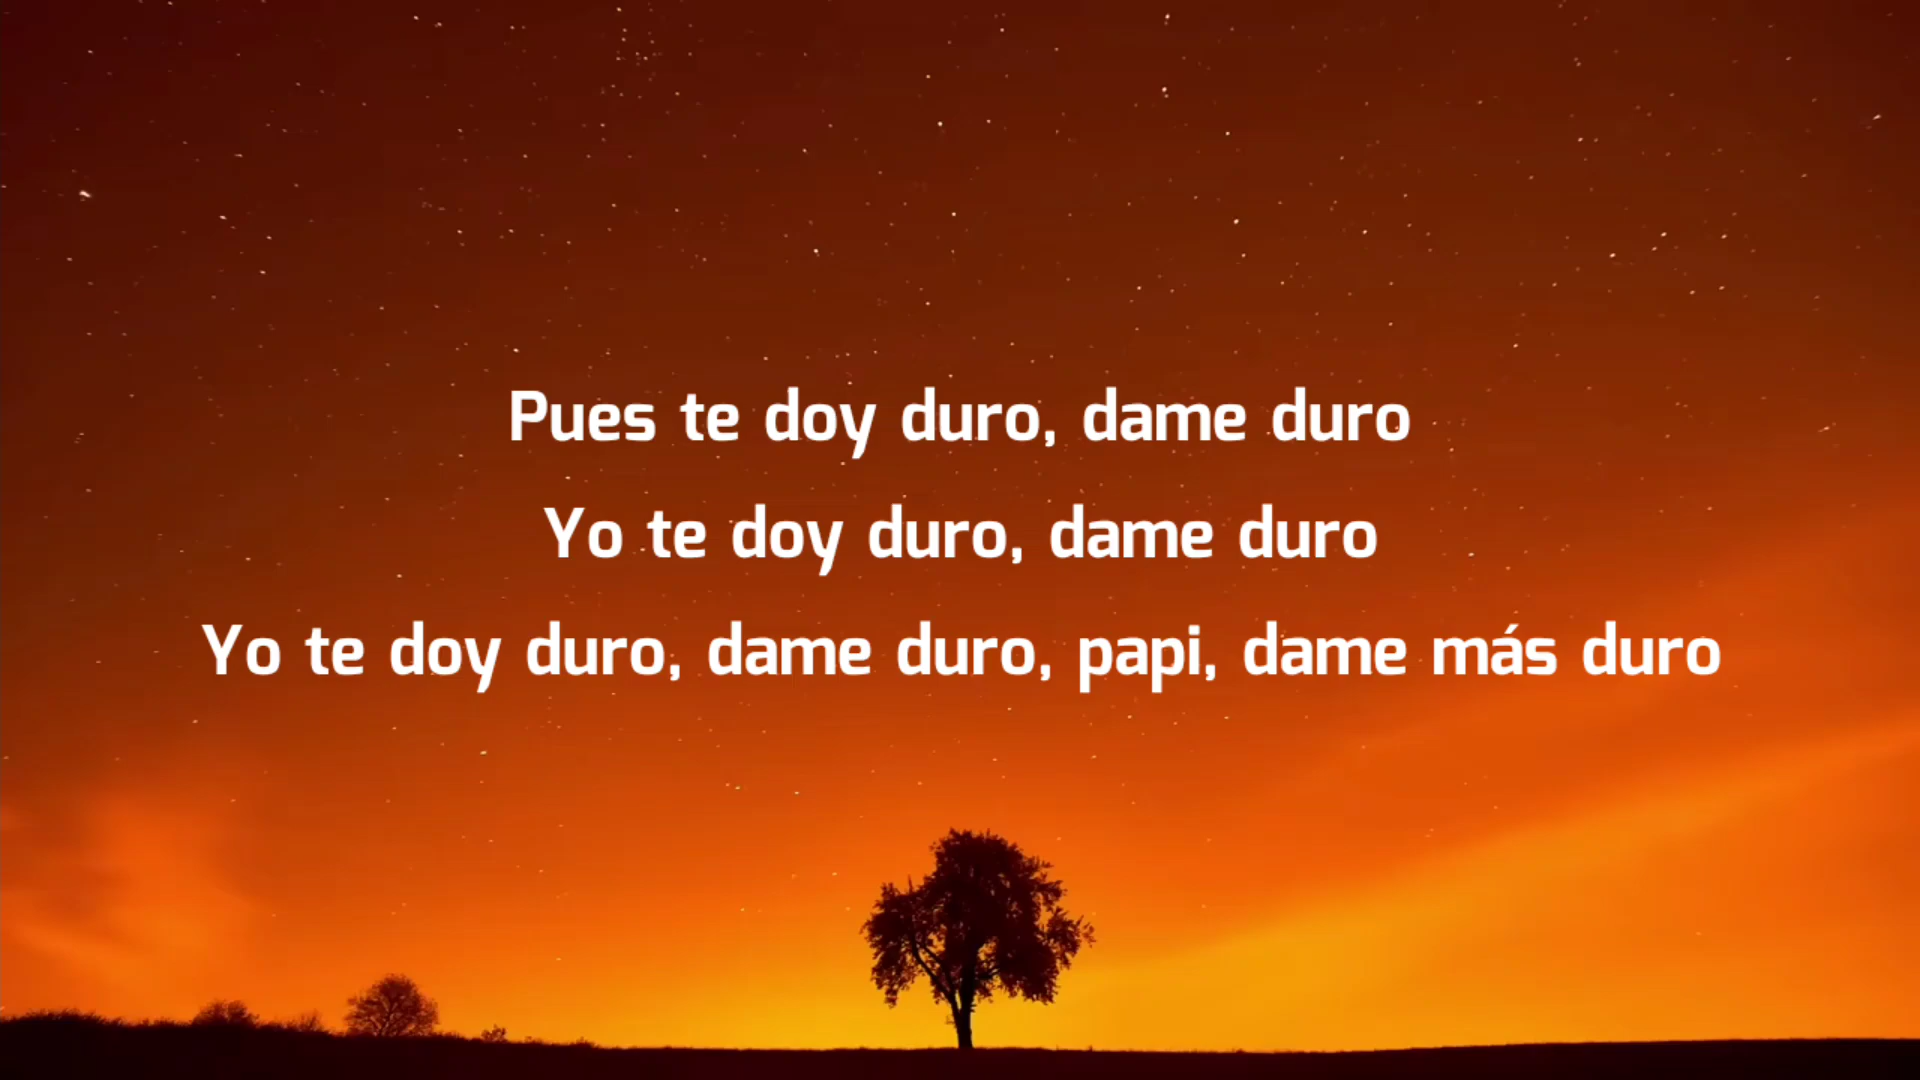 Pues te doy duro, dame duro
Yo te doy duro, dame duro
Yo te doy duro, dame duro, papi, dame más duro